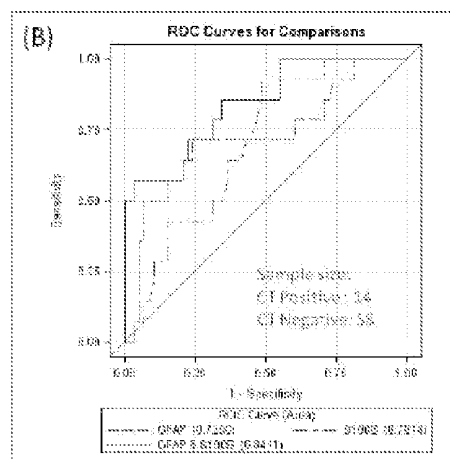 (B)
ROC Curves for Comparisons
1.00
0.75
0.50
0.25
0.00
Sensitivity
Sample size:
CT Positive : 14
CT Negative:
0.00 0.25 0.50 0.75 1.00
1 - Specificity
ROC Curve (Area)
GFAP
S100B
GFAP S100B